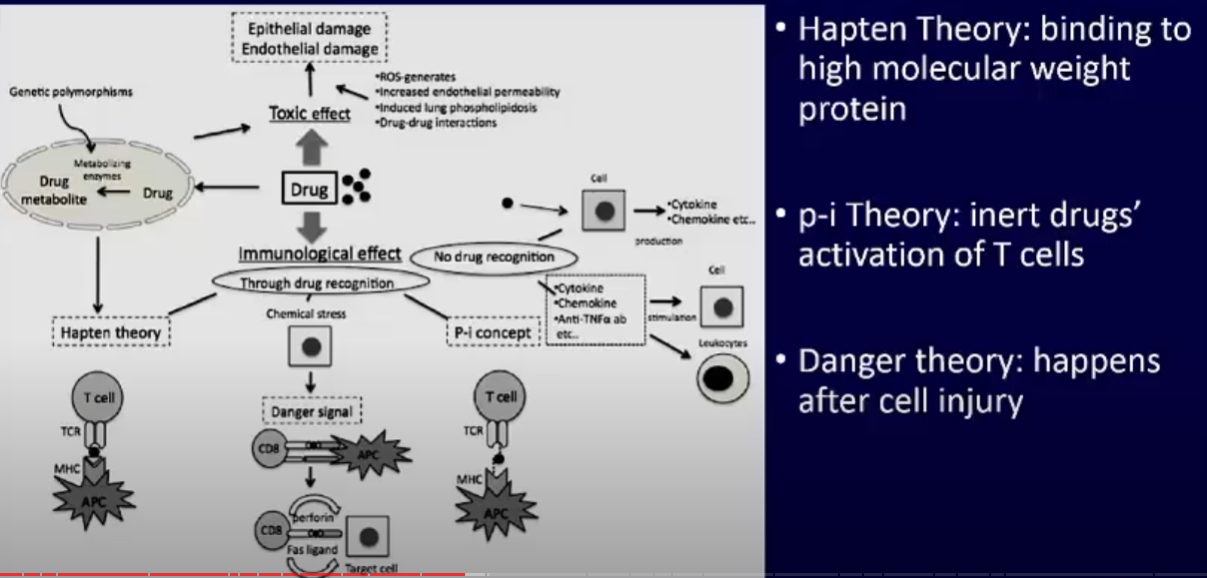 Epithelial damage
Endothelial damage
•ROS-generates
•Increased endothelial permeability
•Induced lung phospholipidosis
•Drug-drug interactions
Genetic polymorphisms
Toxic effect
Metabolizing
enzymes
Drug
metabolite
Drug
Drug
Immunological effect
Through drug recognition
No drug recognition
Cell
•Cytokine
•Chemokine etc..
production
•Cytokine
•Chemokine
•Anti-TNFα ab
etc..
stimulation
Cell
Leukocytes
Hapten theory
Chemical stress
P-i concept
Danger signal
T cell
TCR
MHC
APC
CD8
APC
CD8
perforin
Fas ligand
Target cell
T cell
TCR
MHC
APC
• Hapten Theory: binding to
high molecular weight
protein
• p-i Theory: inert drugs’
activation of T cells
• Danger theory: happens
after cell injury